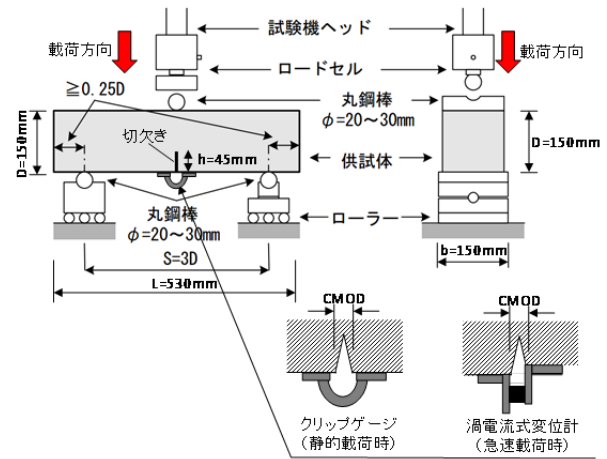 試験機ヘッド
載荷方向
載荷方向
ロードセル
≧0.25D
丸鋼棒
φ=20～30mm
D=150mm
切欠き
h=45mm
供試体
D=150mm
丸鋼棒
φ=20～30mm
ローラー
S=3D
b=150mm
L=530mm
CMOD
CMOD
クリップゲージ
（静的載荷時）
渦電流式変位計
（急速載荷時）